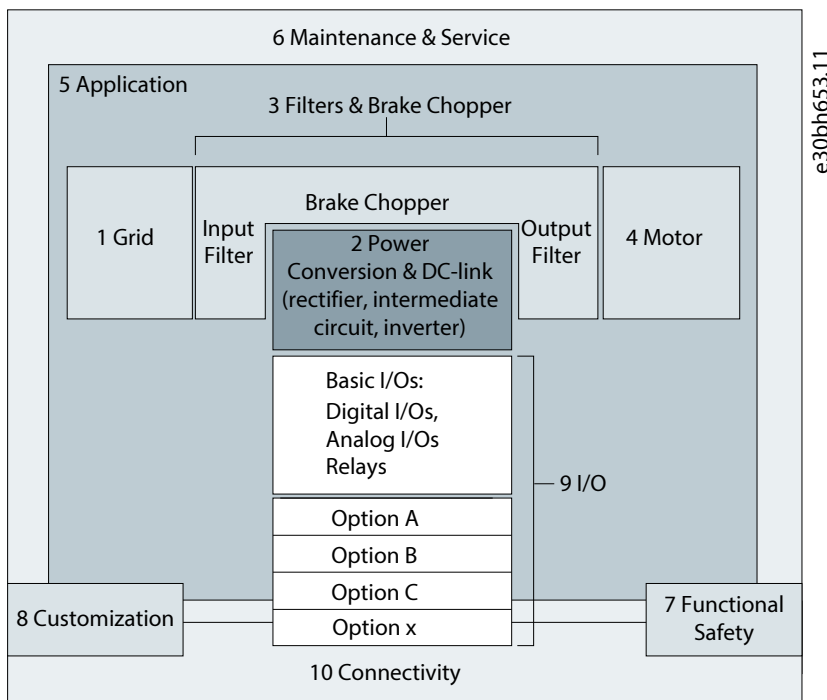 6 Maintenance & Service
5 Application
3 Filters & Brake Chopper
Brake Chopper
1 Grid
Input
Filter
2 Power
Conversion & DC-link
(rectifier, intermediate
circuit, inverter)
Output
Filter
4 Motor
Basic I/Os:
Digital I/Os,
Analog I/Os
Relays
9 I/O
Option A
Option B
Option C
Option x
8 Customization
7 Functional
Safety
10 Connectivity
e30bh653.11